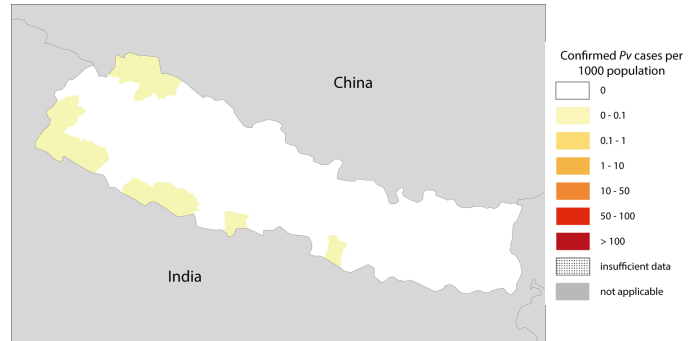 China
India
Confirmed Pv cases per
1000 population
0
0 - 0.1
0.1 - 1
1 - 10
10 - 50
50 - 100
> 100
insufficient data
not applicable